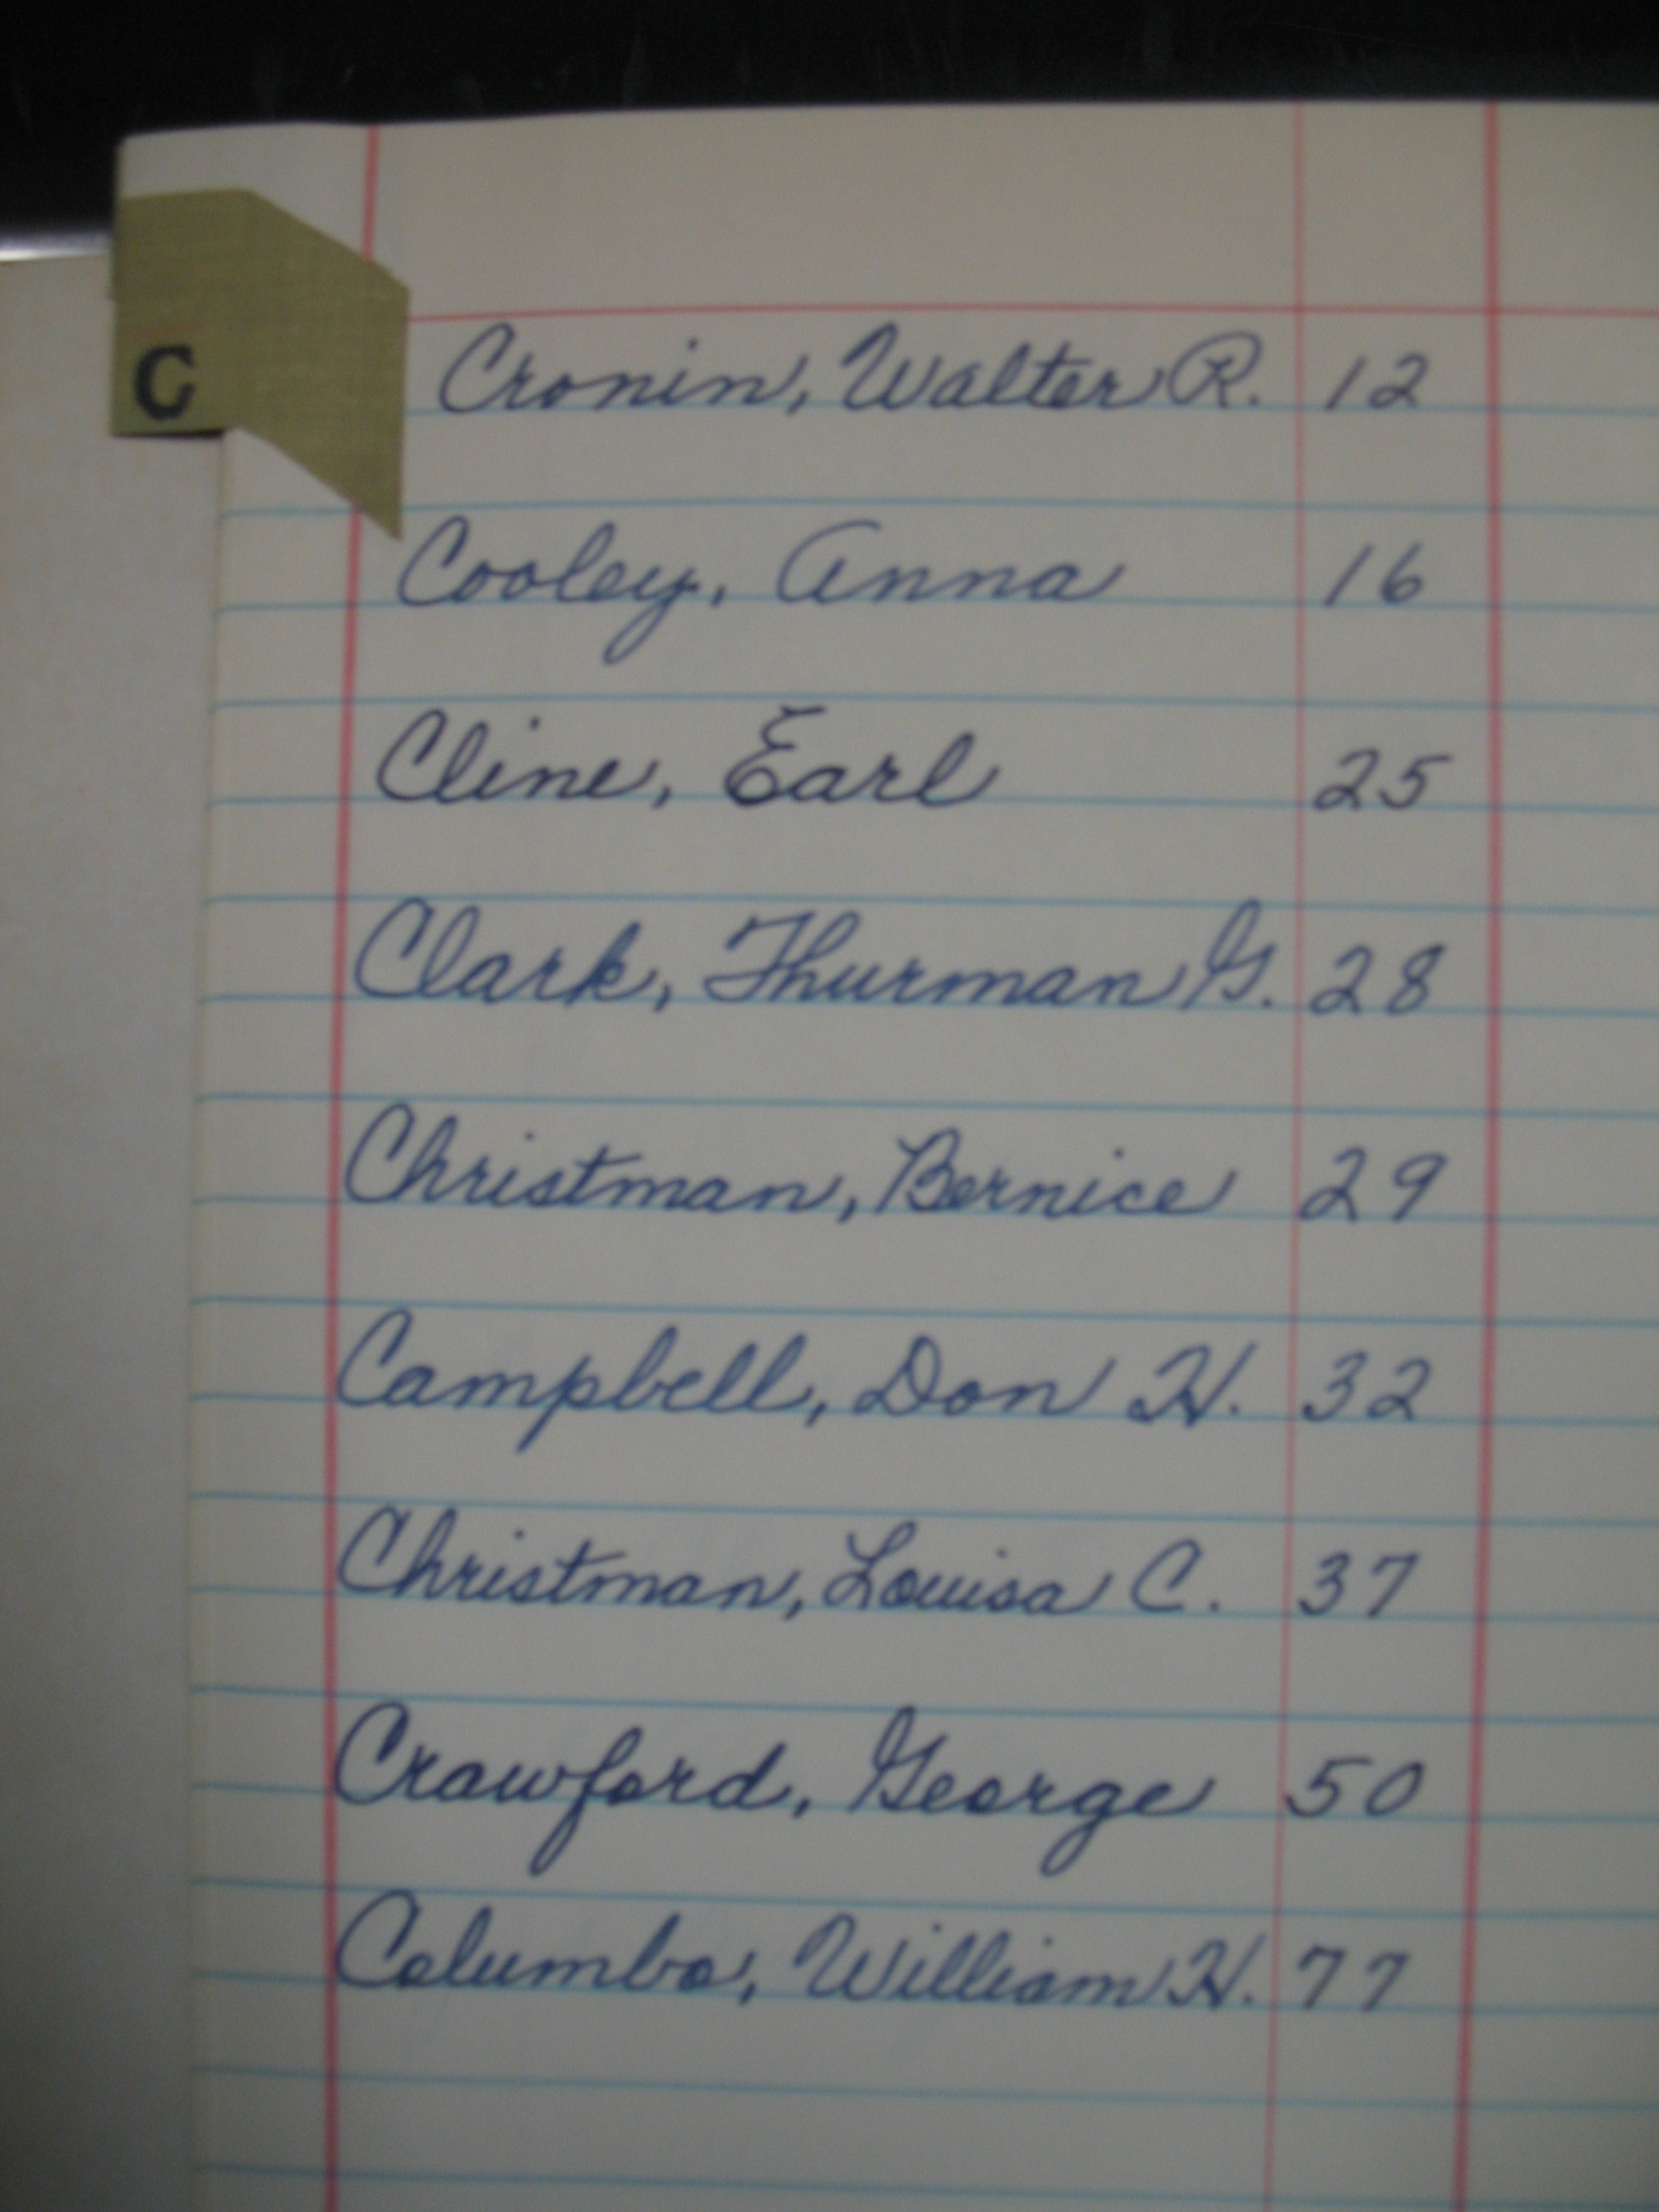 C
Cronin, Walter R. 12
Cooley, Anna 16
Cline, Earl 25
Clark, Thurman G. 28
Christman, Bernice 29
Campbell, Don H. 32
Christman, Louisa C. 37
Crawford, George 50
Columbo, William H. 77